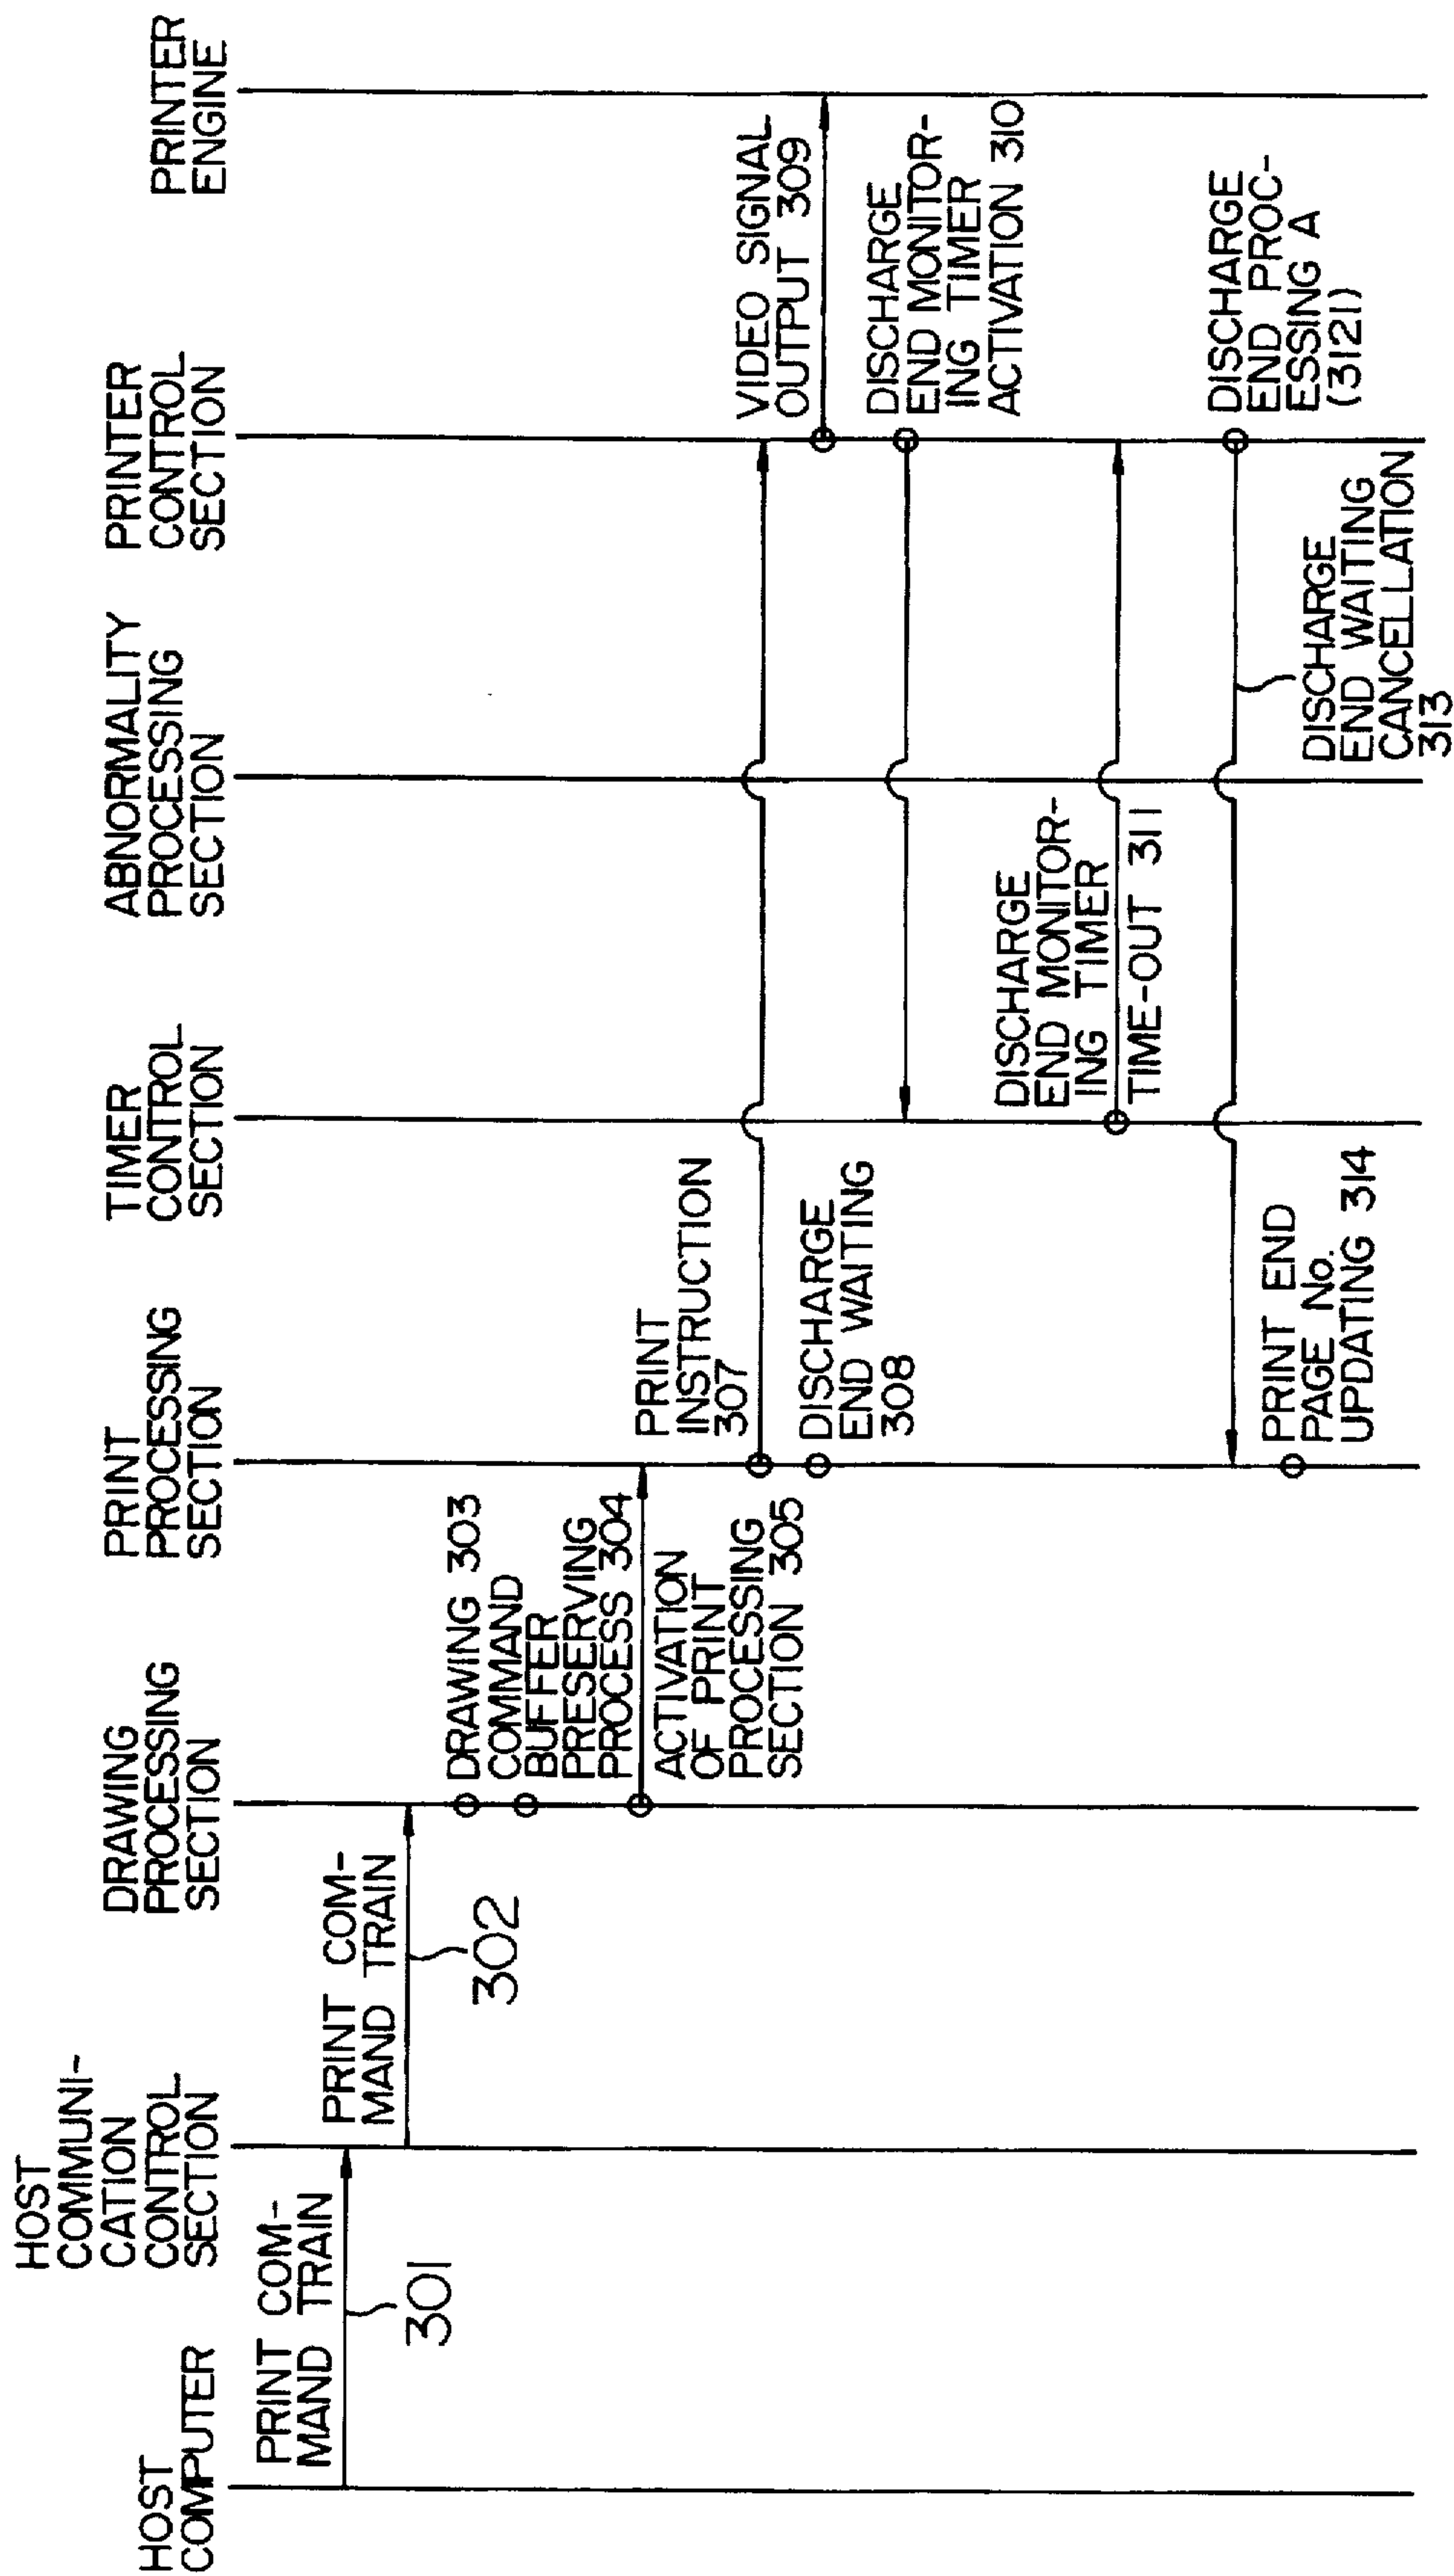 HOST
COMPUTER
HOST
COMMUNI-
CATION
CONTROL
SECTION
DRAWING
PROCESSING
SECTION
PRINT
PROCESSING
SECTION
TIMER
CONTROL
SECTION
ABNORMALITY
PROCESSING
SECTION
PRINTER
CONTROL
SECTION
PRINTER
ENGINE
PRINT COM-
MAND TRAIN
301
PRINT COM-
MAND TRAIN
302
DRAWING 303
COMMAND
BUFFER
PRESERVING
PROCESS 304
ACTIVATION
OF PRINT
PROCESSING
SECTION 305
PRINT
INSTRUCTION
307
DISCHARGE
END WAITING
308
VIDEO SIGNAL
OUTPUT 309
DISCHARGE
END MONITOR-
ING TIMER
ACTIVATION 310
DISCHARGE
END MONITOR-
ING TIMER
TIME-OUT 311
DISCHARGE
END PROC-
ESSING A
(3121)
DISCHARGE
END WAITING
CANCELLATION
313
PRINT END
PAGE No.
UPDATING 314